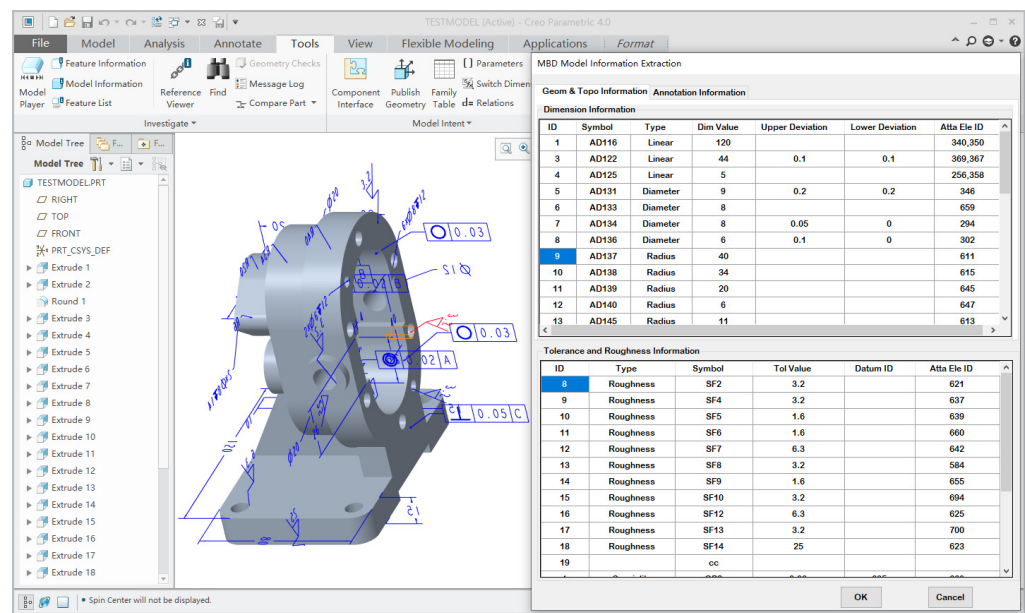 TESTMODEL (Active) - Creo Parametric 4.0
File Model Analysis Annotate Tools View Flexible Modeling Applications Format
Feature Information
Model Information
Feature List
Model Player
Reference Viewer
Find
Geometry Checks
Message Log
Compare Part
Component Interface
Publish Geometry
Family Table
[] Parameters
Switch Dimen
d= Relations
Investigate
Model Intent
Model Tree F... F...
Model Tree
TESTMODEL.PRT
RIGHT
TOP
FRONT
PRT_CSYS_DEF
Extrude 1
Extrude 2
Round 1
Extrude 3
Extrude 4
Extrude 5
Extrude 6
Extrude 7
Extrude 8
Extrude 9
Extrude 10
Extrude 11
Extrude 12
Extrude 13
Extrude 14
Extrude 15
Extrude 16
Extrude 17
Extrude 18
0.03
0.03
0.02 A
0.05 C
B
120
15
Spin Center will not be displayed.
MBD Model Information Extraction
Geom & Topo Information Annotation Information
Dimension Information
ID Symbol Type Dim Value Upper Deviation Lower Deviation Atta Ele ID
1 AD116 Linear 120 340,350
3 AD122 Linear 44 0.1 0.1 369,367
4 AD125 Linear 5 256,358
5 AD131 Diameter 9 0.2 0.2 346
6 AD133 Diameter 8 659
7 AD134 Diameter 8 0.05 0 294
8 AD136 Diameter 6 0.1 0 302
9 AD137 Radius 40 611
10 AD138 Radius 34 615
11 AD139 Radius 20 645
12 AD140 Radius 6 647
13 AD145 Radius 11 613
Tolerance and Roughness Information
ID Type Symbol Tol Value Datum ID Atta Ele ID
8 Roughness SF2 3.2 621
9 Roughness SF4 3.2 637
10 Roughness SF5 1.6 639
11 Roughness SF6 1.6 660
12 Roughness SF7 6.3 642
13 Roughness SF8 3.2 584
14 Roughness SF9 1.6 655
15 Roughness SF10 3.2 694
16 Roughness SF12 6.3 625
17 Roughness SF13 3.2 700
18 Roughness SF14 25 623
19 cc
OK Cancel